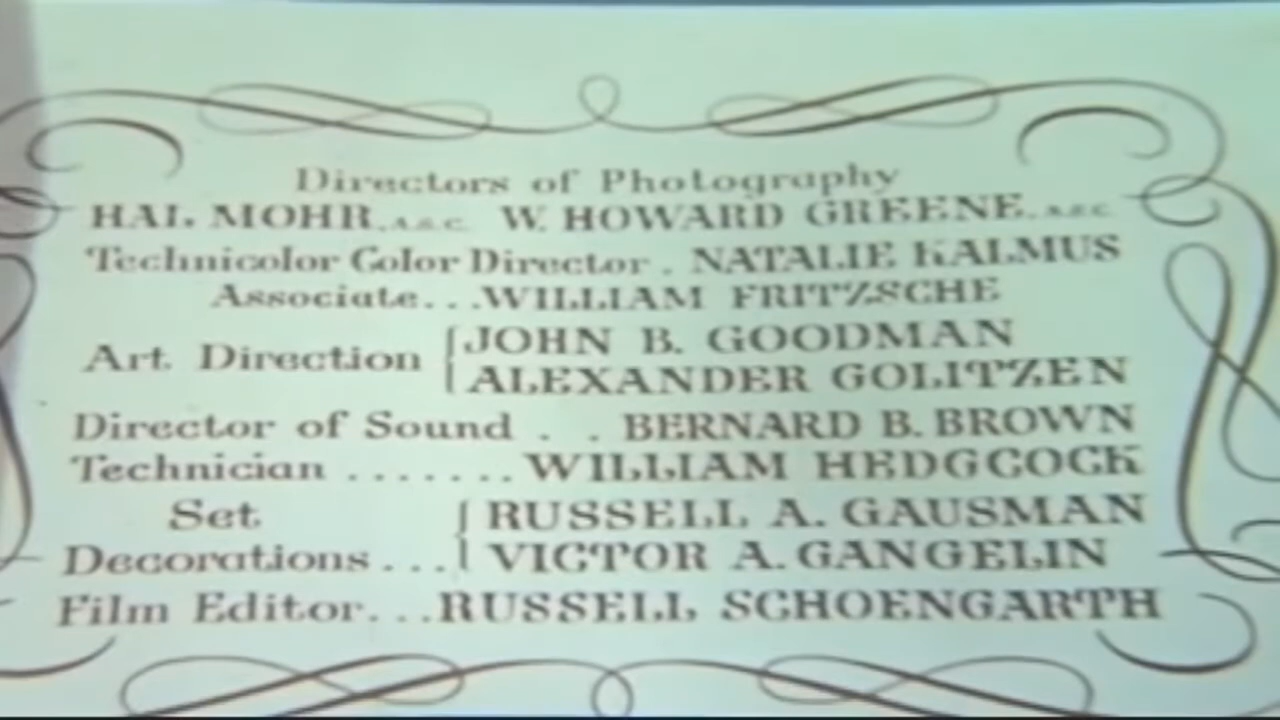 Directors of Photography
HAL MOHR, A.S.C. W. HOWARD GREENE, A.S.C.
Technicolor Color Director . NATALIE KALMUS
Associate...WILLIAM FRITZSCHE
Art Direction { JOHN B. GOODMAN
ALEXANDER GOLITZEN
Director of Sound . . BERNARD B. BROWN
Technician ....... WILLIAM HEDGCOCK
Set { RUSSELL A. GAUSMAN
Decorations... VICTOR A. GANGELIN
Film Editor...RUSSELL SCHOENGARTH